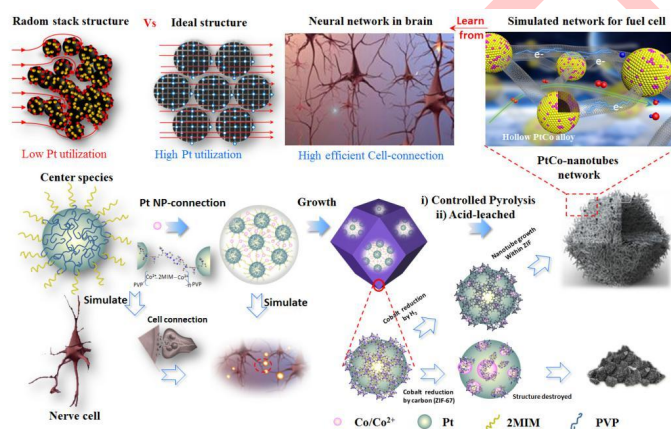 Radom stack structure
Vs
Ideal structure
Neural network in brain
Learn
from
Simulated network for fuel cell
e-
e-
e-
Hollow PtCo alloy
Low Pt utilization
High Pt utilization
High efficient Cell-connection
PtCo-nanotubes
network
Center species
Pt NP-connection
Growth
i) Controlled Pyrolysis
ii) Acid-leached
Nanotube growth
Within ZIF
PVP
Co²⁺.2MIM--Co²⁺
n
PVP
Simulate
Simulate
Cell connection
Cobalt reduction
by H₂
Cobalt reduction
by carbon (ZIF-67)
Structure destroyed
Nerve cell
Co/Co²⁺
Pt
2MIM
PVP